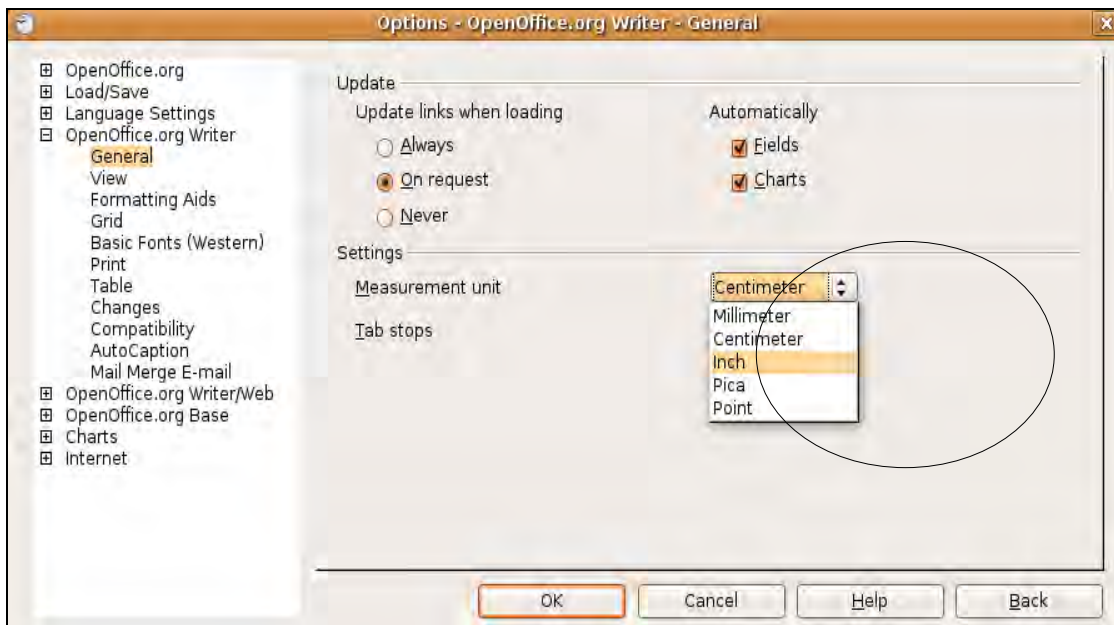 Options - OpenOffice.org Writer - General
OpenOffice.org
Load/Save
Language Settings
OpenOffice.org Writer
General
View
Formatting Aids
Grid
Basic Fonts (Western)
Print
Table
Changes
Compatibility
AutoCaption
Mail Merge E-mail
OpenOffice.org Writer/Web
OpenOffice.org Base
Charts
Internet
Update
Update links when loading
Always
On request
Never
Automatically
Fields
Charts
Settings
Measurement unit
Centimeter
Millimeter
Centimeter
Inch
Pica
Point
Tab stops
OK
Cancel
Help
Back